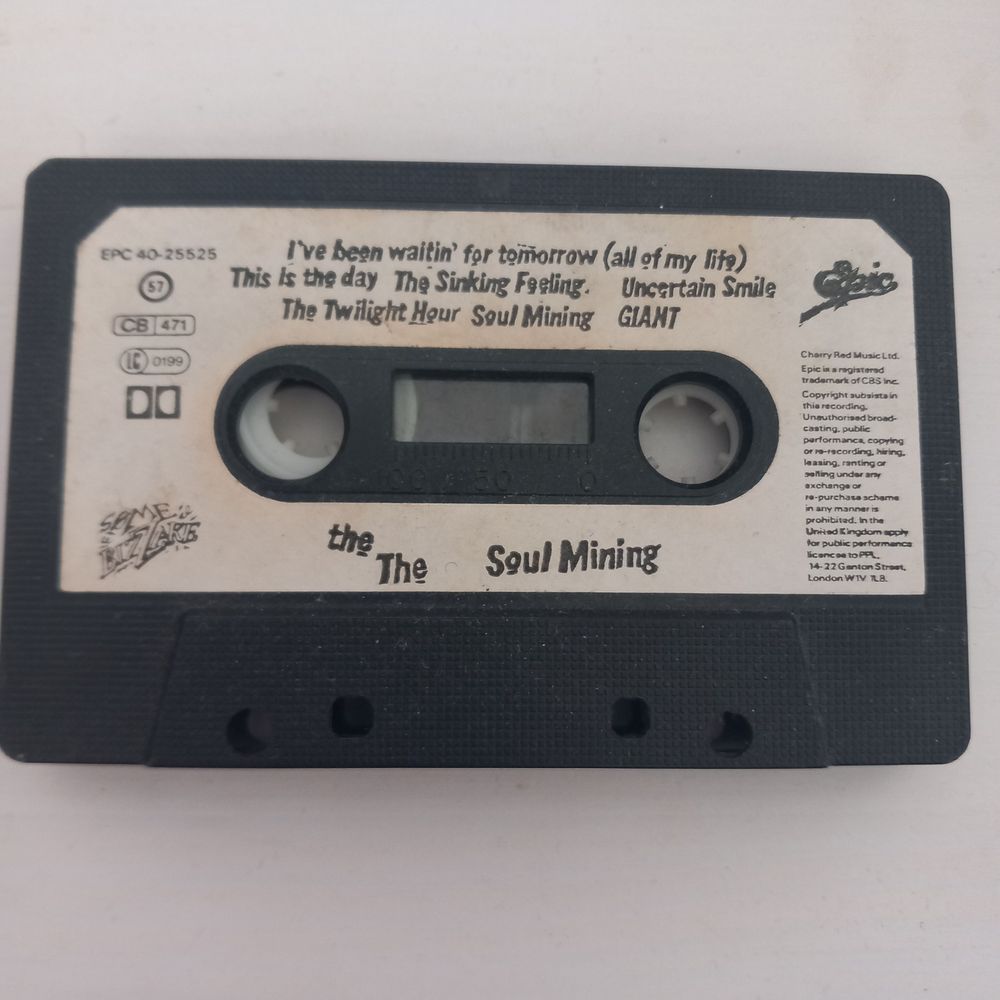 EPC 40-25525
57
CB 471
LC 0199
I've been waitin' for tomorrow (all of my life)
This is the day The Sinking Feeling. Uncertain Smile
The Twilight Hour Soul Mining GIANT
Epic
Cherry Red Music Ltd.
Epic is a registered
trademark of CBS Inc.
Copyright subsists in
this recording.
Unauthorised broad-
casting, public
performance, copying
or re-recording, hiring,
leasing, renting or
selling under any
exchange or
re-purchase scheme
in any manner is
prohibited. In the
United Kingdom apply
for public performance
licences to PPL,
14-22 Ganton Street,
London W1V 1LB.
100 50 0
SOME
BIZZARE
the
The Soul Mining